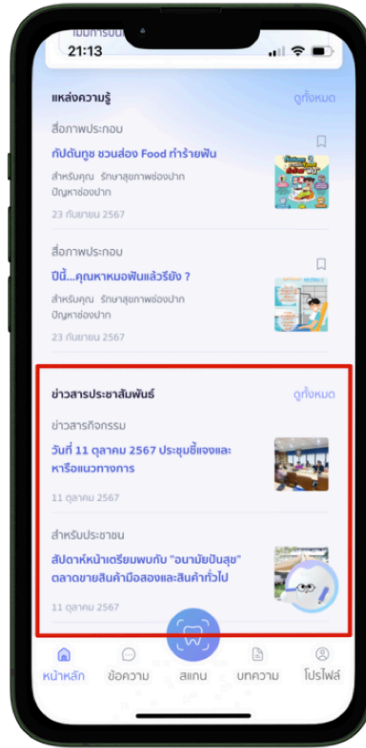 21:13
แหล่งความรู้ ดูทั้งหมด
สื่อภาพประกอบ
กัปตันทูธ ชวนส่อง Food ทำร้ายฟัน
สำหรับคุณ รักษาสุขภาพช่องปาก
ปัญหาช่องปาก
23 กันยายน 2567
สื่อภาพประกอบ
ปีนี้...คุณหาหมอฟันแล้วรึยัง ?
สำหรับคุณ รักษาสุขภาพช่องปาก
ปัญหาช่องปาก
23 กันยายน 2567
ข่าวสารประชาสัมพันธ์ ดูทั้งหมด
ข่าวสารกิจกรรม
วันที่ 11 ตุลาคม 2567 ประชุมชี้แจงและ
หารือแนวทางการ
11 ตุลาคม 2567
สำหรับประชาชน
สัปดาห์หน้าเตรียมพบกับ "อนามัยปันสุข"
ตลาดขายสินค้ามือสองและสินค้าทั่วไป
11 ตุลาคม 2567
หน้าหลัก ข้อความ สแกน บทความ โปรไฟล์